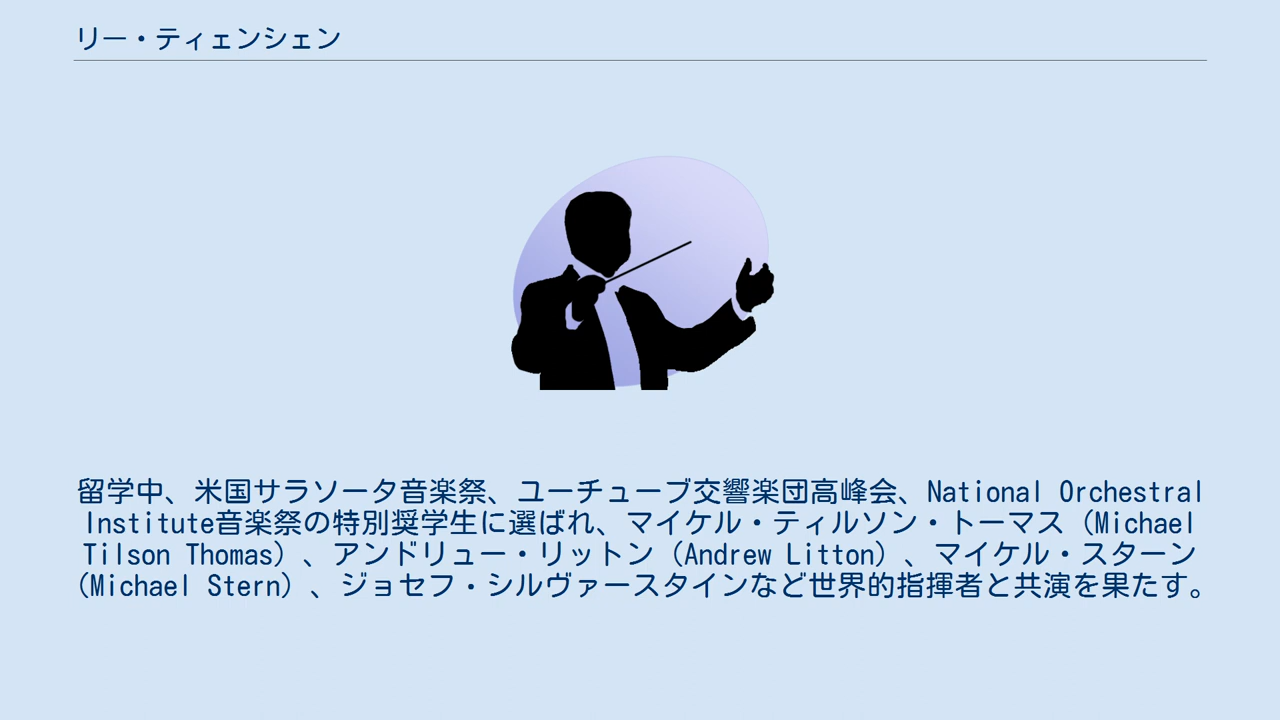 リー・ティェンシェン
留学中、米国サラソータ音楽祭、ユーチューブ交響楽団高峰会、National Orchestral
Institute音楽祭の特別奨学生に選ばれ、マイケル・ティルソン・トーマス（Michael
Tilson Thomas）、アンドリュー・リットン（Andrew Litton）、マイケル・スターン
（Michael Stern）、ジョセフ・シルヴァースタインなど世界的指揮者と共演を果たす。